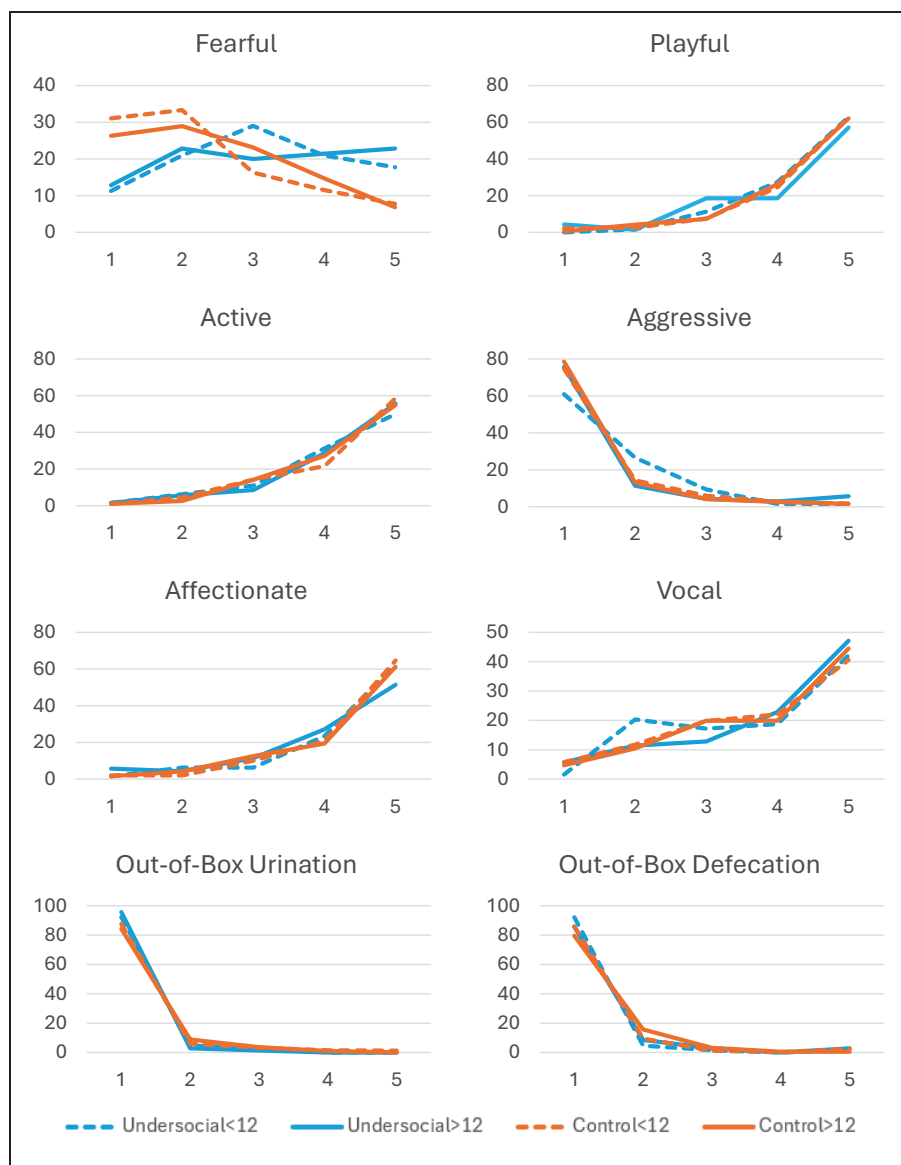 Fearful
40
30
20
10
0
1 2 3 4 5
Playful
80
60
40
20
0
1 2 3 4 5
Active
80
60
40
20
0
1 2 3 4 5
Aggressive
80
60
40
20
0
1 2 3 4 5
Affectionate
80
60
40
20
0
1 2 3 4 5
Vocal
50
40
30
20
10
0
1 2 3 4 5
Out-of-Box Urination
100
80
60
40
20
0
1 2 3 4 5
Out-of-Box Defecation
100
80
60
40
20
0
1 2 3 4 5
Undersocial<12 Undersocial>12 Control<12 Control>12